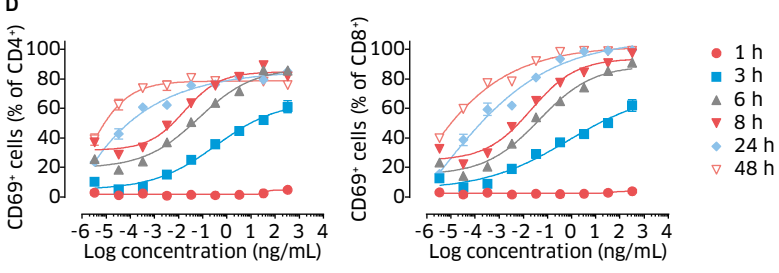 D
CD69⁺ cells (% of CD4⁺)
100
80
60
40
20
0
-6 -5 -4 -3 -2 -1 0 1 2 3 4
Log concentration (ng/mL)
CD69⁺ cells (% of CD8⁺)
100
80
60
40
20
0
-6 -5 -4 -3 -2 -1 0 1 2 3 4
Log concentration (ng/mL)
1 h
3 h
6 h
8 h
24 h
48 h